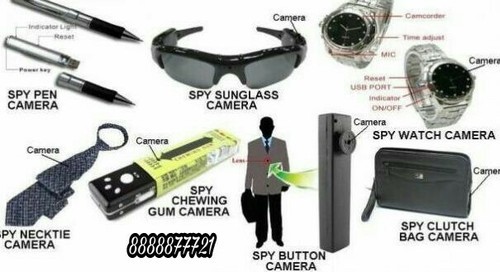 Indicator Light
Reset
Power key
SPY PEN
CAMERA
Camera
SPY SUNGLASS
CAMERA
Camcorder
Time adjust
MIC
Reset
USB PORT
Indicator
ON/OFF
Camera
SPY WATCH CAMERA
Camera
SPY NECKTIE
CAMERA
Camera
SPY
CHEWING
GUM CAMERA
Lens
Camera
SPY BUTTON
CAMERA
Camera
SPY CLUTCH
BAG CAMERA
8888877721